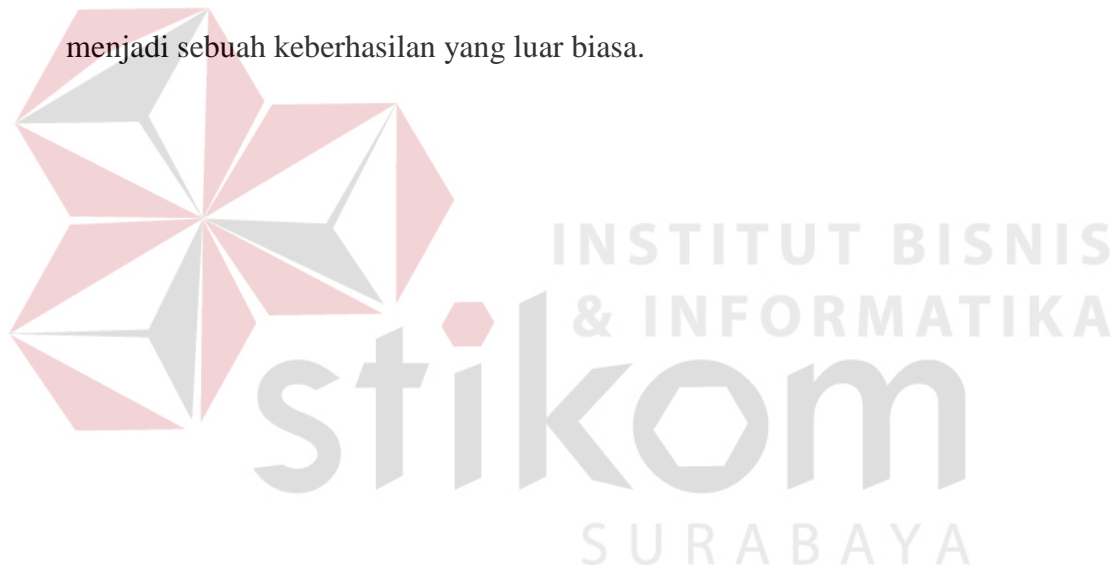 menjadi sebuah keberhasilan yang luar biasa.
INSTITUT BISNIS
& INFORMATIKA
stikom
SURABAYA